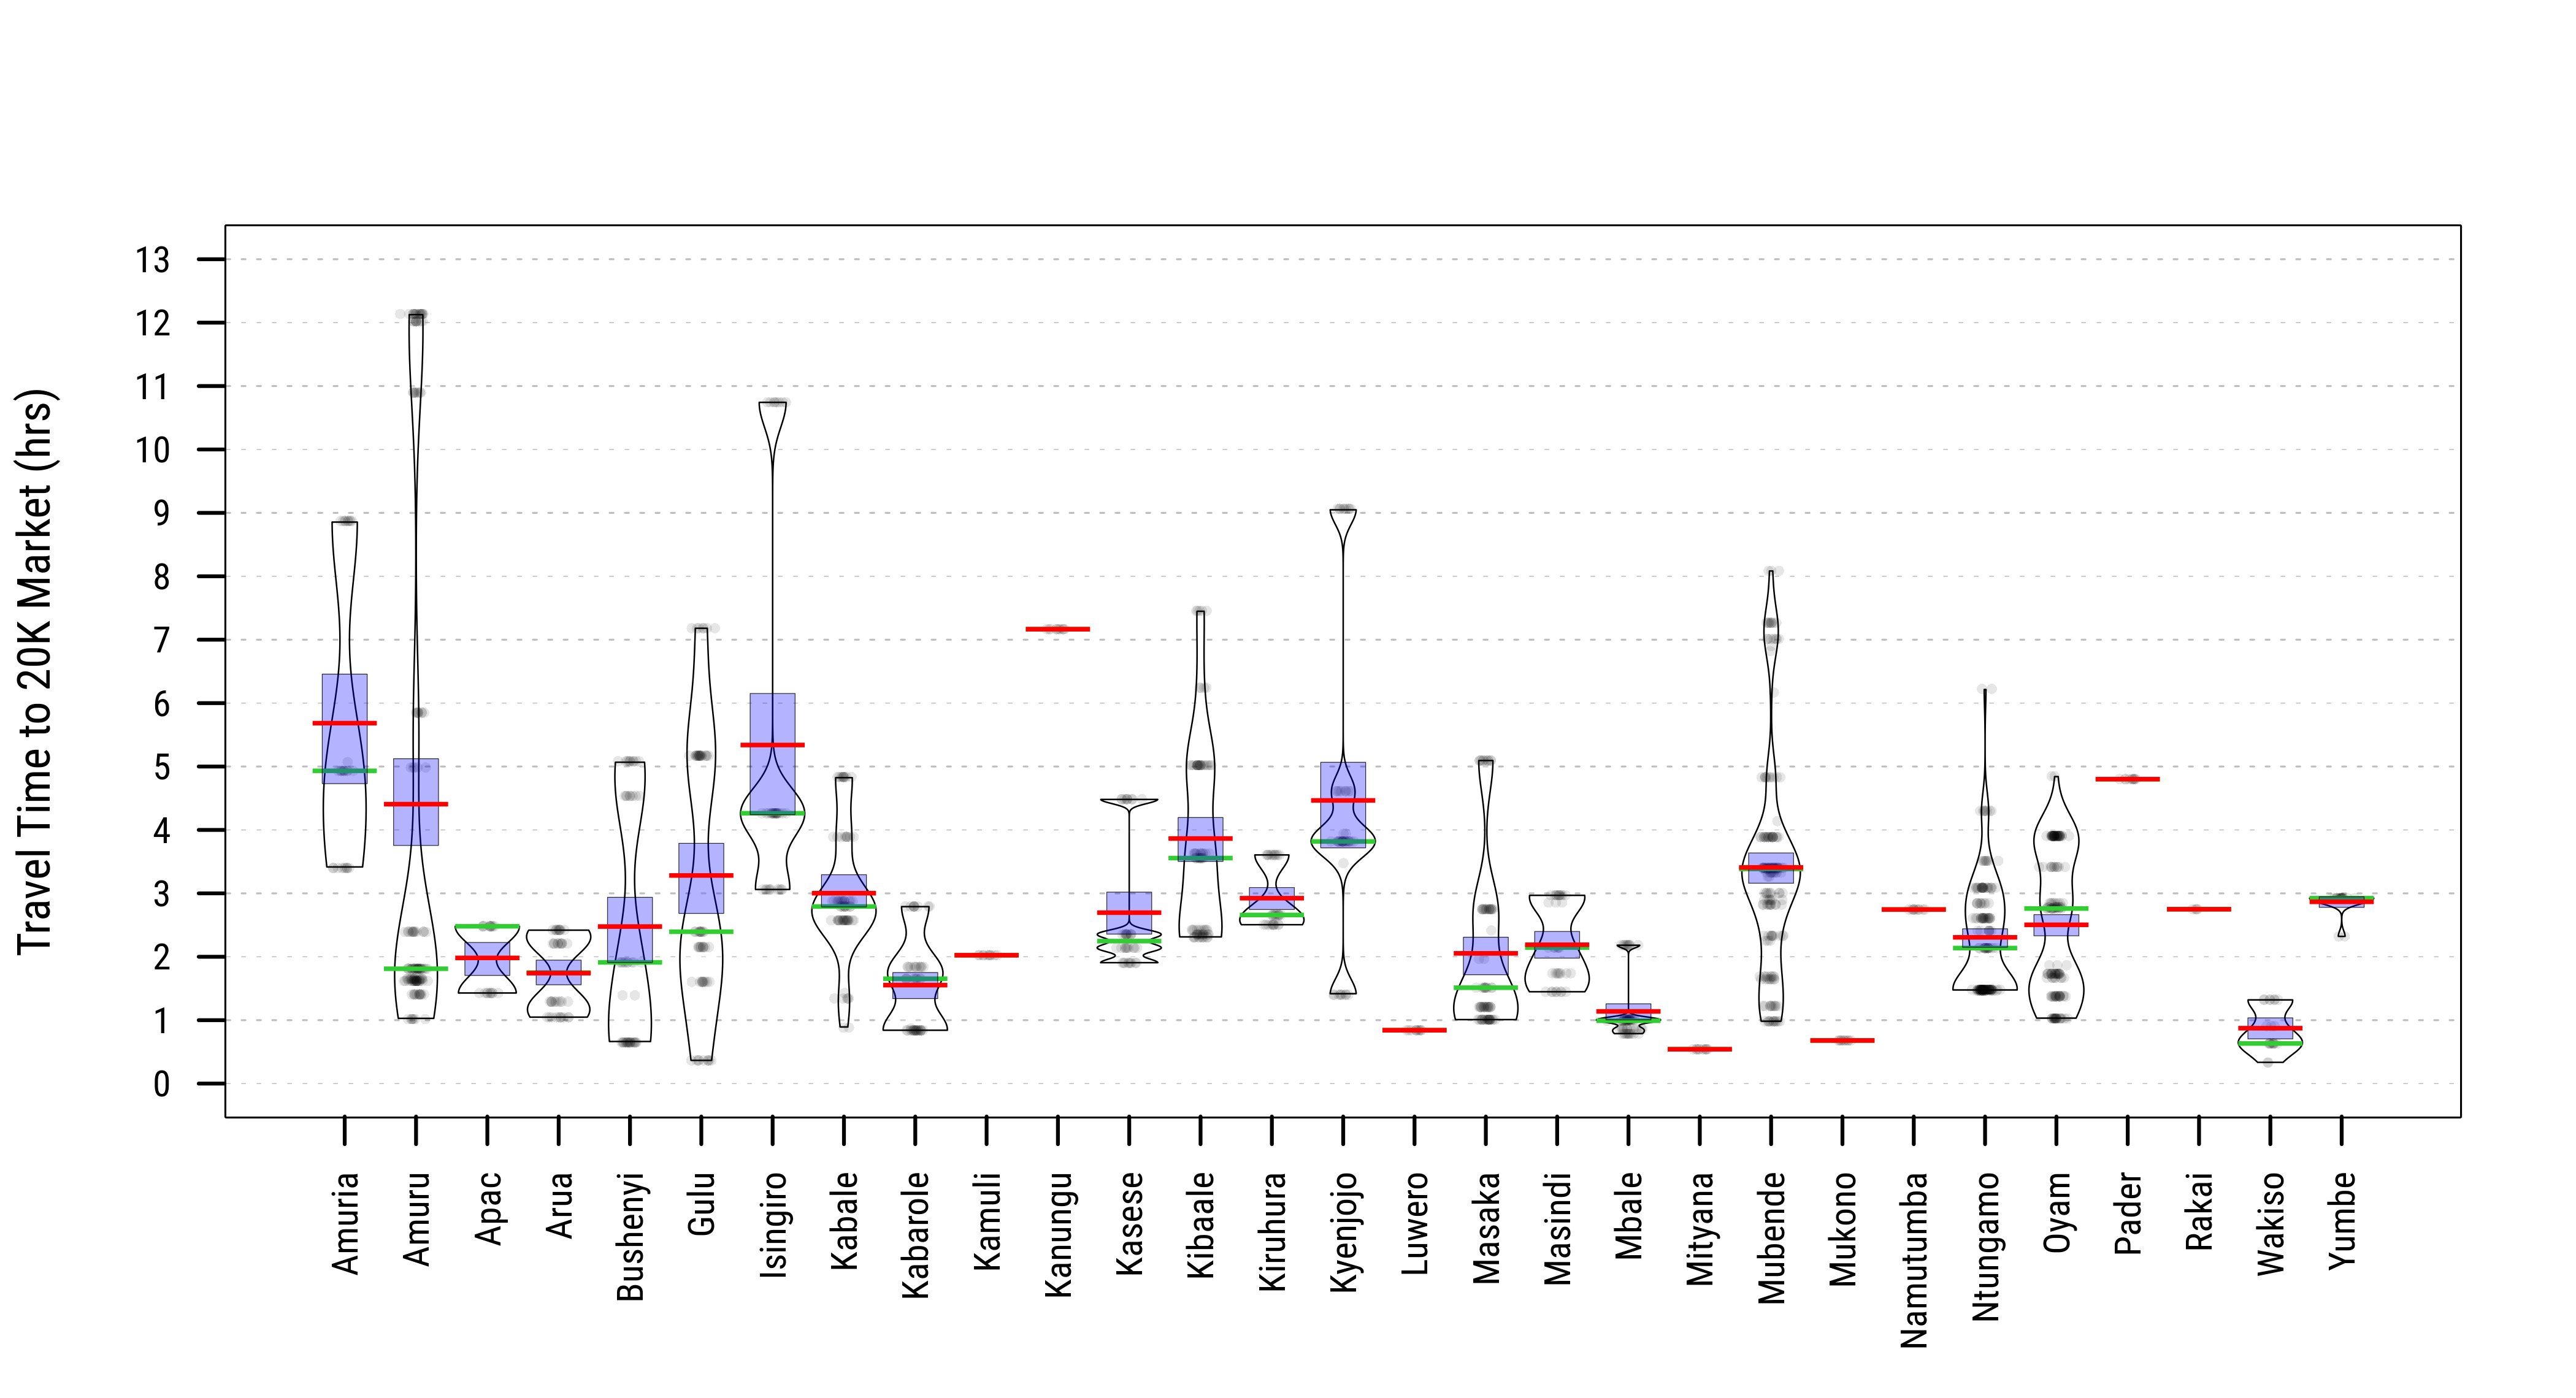 Travel Time to 20K Market (hrs)
13
12
11
10
9
8
7
6
5
4
3
2
1
0
Amuria
Amuru
Apac
Arua
Bushenyi
Gulu
Isingiro
Kabale
Kabarole
Kamuli
Kanungu
Kasese
Kibaale
Kiruhura
Kyenjojo
Luwero
Masaka
Masindi
Mbale
Mityana
Mubende
Mukono
Namutumba
Ntungamo
Oyam
Pader
Rakai
Wakiso
Yumbe